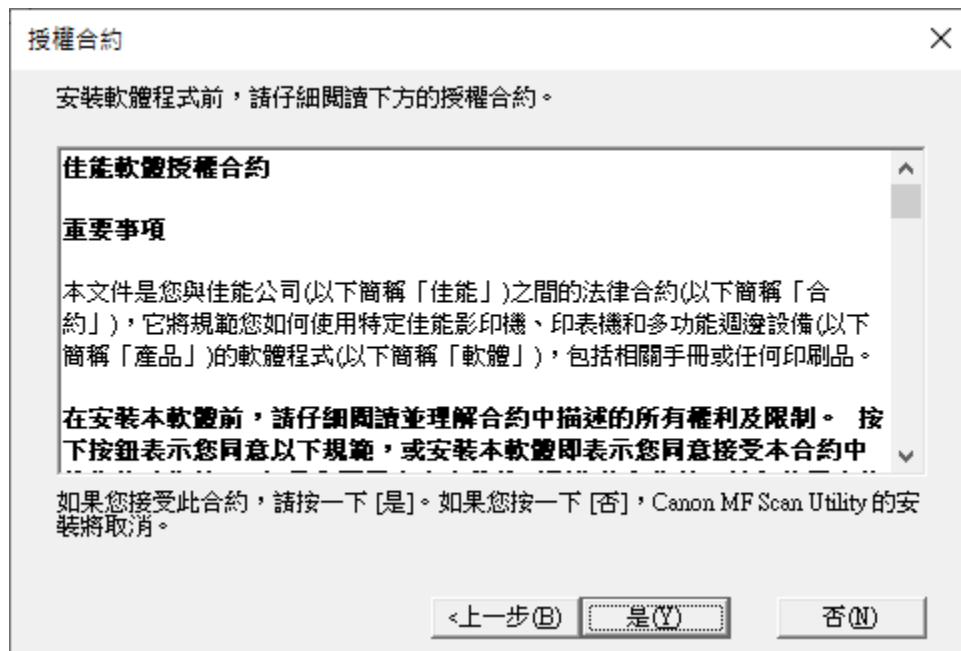 授權合約
安裝軟體程式前，請仔細閱讀下方的授權合約。
佳能軟體授權合約
重要事項
本文件是您與佳能公司(以下簡稱「佳能」)之間的法律合約(以下簡稱「合
約」)，它將規範您如何使用特定佳能影印機、印表機和多功能週邊設備(以下
簡稱「產品」)的軟體程式(以下簡稱「軟體」)，包括相關手冊或任何印刷品。
在安裝本軟體前，請仔細閱讀並理解合約中描述的所有權利及限制。 按
下按鈕表示您同意以下規範，或安裝本軟體即表示您同意接受本合約中
如果您接受此合約，請按一下 [是]。如果您按一下 [否]，Canon MF Scan Utility 的安
裝將取消。
<上一步(B)
是(Y)
否(N)